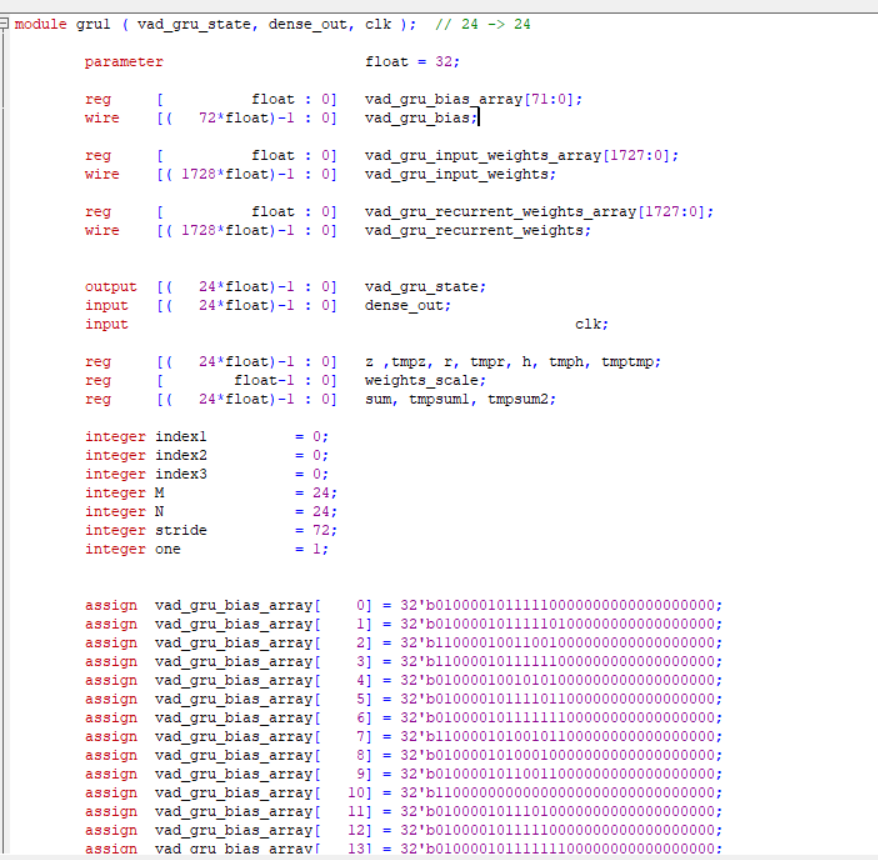 module gru1 ( vad_gru_state, dense_out, clk ); // 24 -> 24
parameter float = 32;
reg [ float : 0] vad_gru_bias_array[71:0];
wire [( 72*float)-1 : 0] vad_gru_bias;
reg [ float : 0] vad_gru_input_weights_array[1727:0];
wire [( 1728*float)-1 : 0] vad_gru_input_weights;
reg [ float : 0] vad_gru_recurrent_weights_array[1727:0];
wire [( 1728*float)-1 : 0] vad_gru_recurrent_weights;
output [( 24*float)-1 : 0] vad_gru_state;
input [( 24*float)-1 : 0] dense_out;
input clk;
reg [( 24*float)-1 : 0] z ,tmpz, r, tmpr, h, tmph, tmptmp;
reg [ float-1 : 0] weights_scale;
reg [( 24*float)-1 : 0] sum, tmpsum1, tmpsum2;
integer index1 = 0;
integer index2 = 0;
integer index3 = 0;
integer M = 24;
integer N = 24;
integer stride = 72;
integer one = 1;
assign vad_gru_bias_array[ 0] = 32'b01000010111110000000000000000000;
assign vad_gru_bias_array[ 1] = 32'b01000010111110100000000000000000;
assign vad_gru_bias_array[ 2] = 32'b11000010011001000000000000000000;
assign vad_gru_bias_array[ 3] = 32'b11000010111111000000000000000000;
assign vad_gru_bias_array[ 4] = 32'b01000010010101000000000000000000;
assign vad_gru_bias_array[ 5] = 32'b01000010111101100000000000000000;
assign vad_gru_bias_array[ 6] = 32'b01000010111111100000000000000000;
assign vad_gru_bias_array[ 7] = 32'b11000010100101100000000000000000;
assign vad_gru_bias_array[ 8] = 32'b01000010100010000000000000000000;
assign vad_gru_bias_array[ 9] = 32'b01000010110011000000000000000000;
assign vad_gru_bias_array[ 10] = 32'b11000000000000000000000000000000;
assign vad_gru_bias_array[ 11] = 32'b01000010111010000000000000000000;
assign vad_gru_bias_array[ 12] = 32'b01000010111110000000000000000000;
assign vad_gru_bias_array[ 13] = 32'b01000010111111100000000000000000;